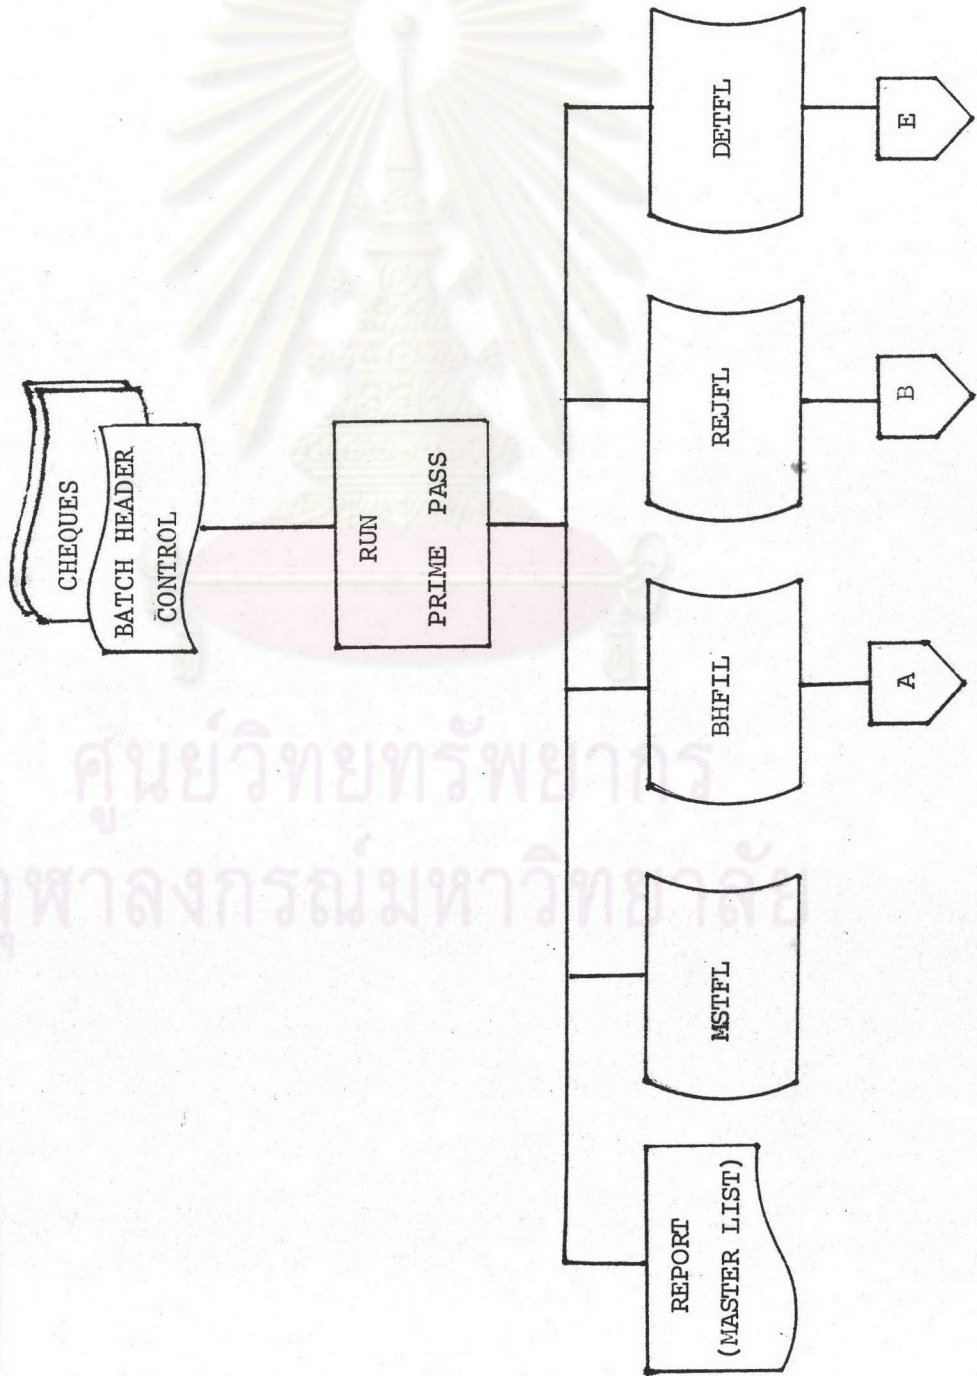 CHEQUES
BATCH HEADER
CONTROL
RUN
PRIME PASS
REPORT
(MASTER LIST)
MSTFL
BHFIL
REJFL
DETFL
A
B
E
ศูนย์วิทยทรัพยากร
จุฬาลงกรณ์มหาวิทยาลัย